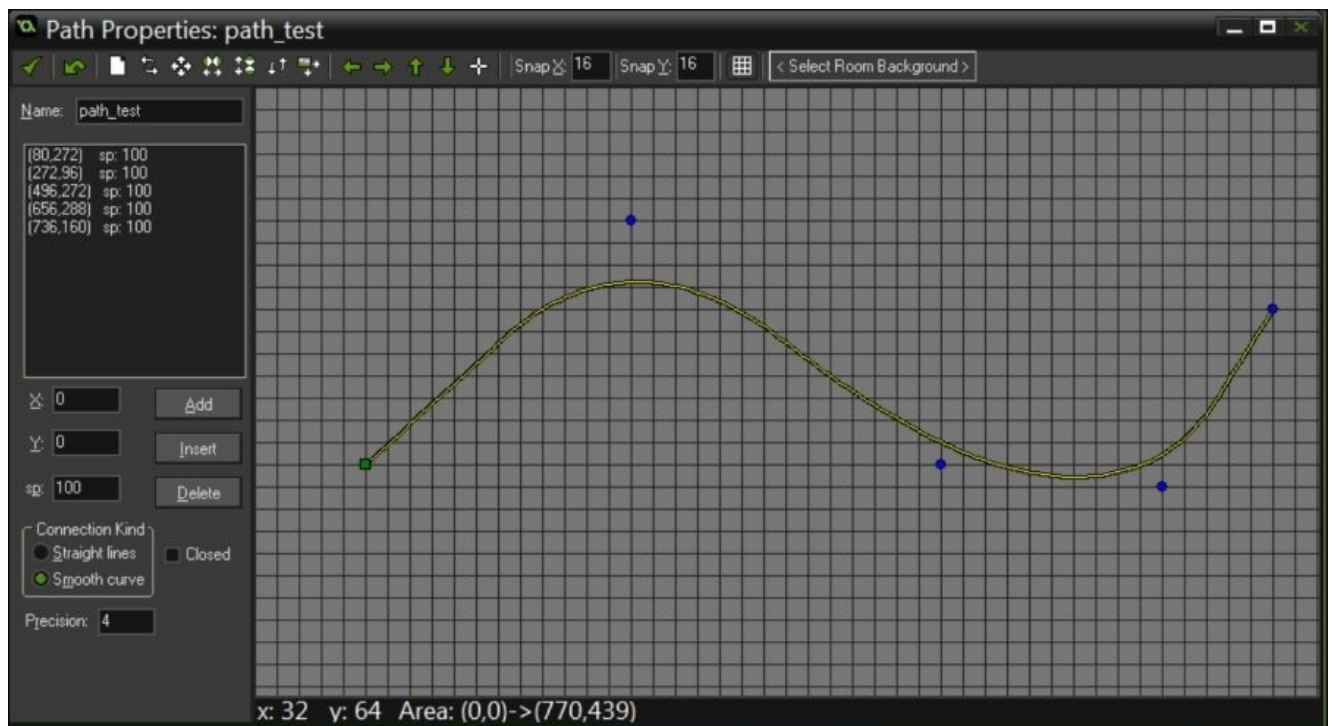 Path Properties: path_test
Snap X: 16 Snap Y: 16 < Select Room Background >
Name: path_test
(80,272) sp: 100
(272,96) sp: 100
(496,272) sp: 100
(656,288) sp: 100
(736,160) sp: 100
X: 0 Add
Y: 0 Insert
sp: 100 Delete
Connection Kind
Straight lines Closed
Smooth curve
Precision: 4
x: 32 y: 64 Area: (0,0)->(770,439)